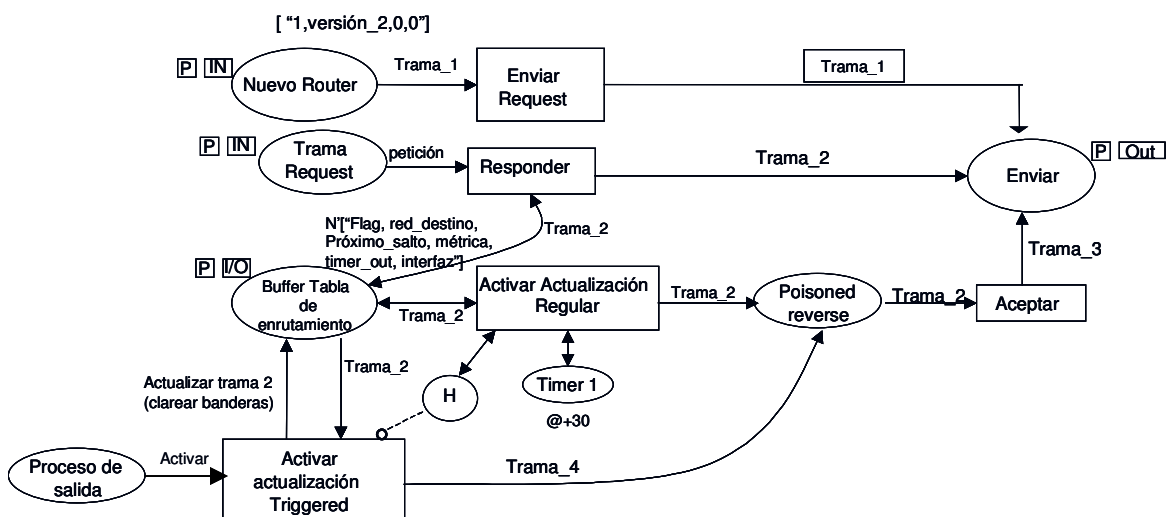 [ “1,versión_2,0,0”]
P IN
Nuevo Router
Trama_1
Enviar
Request
Trama_1
P IN
Trama
Request
petición
Responder
Trama_2
Enviar
P Out
N’[“Flag, red_destino,
Próximo_salto, métrica,
timer_out, interfaz”]
Trama_2
Trama_3
P I/O
Buffer Tabla
de
enrutamiento
Trama_2
Activar Actualización
Regular
Trama_2
Poisoned
reverse
Trama_2
Aceptar
Actualizar trama 2
(clarear banderas)
Trama_2
H
Timer 1
@+30
Proceso de
salida
Activar
Activar
actualización
Triggered
Trama_4